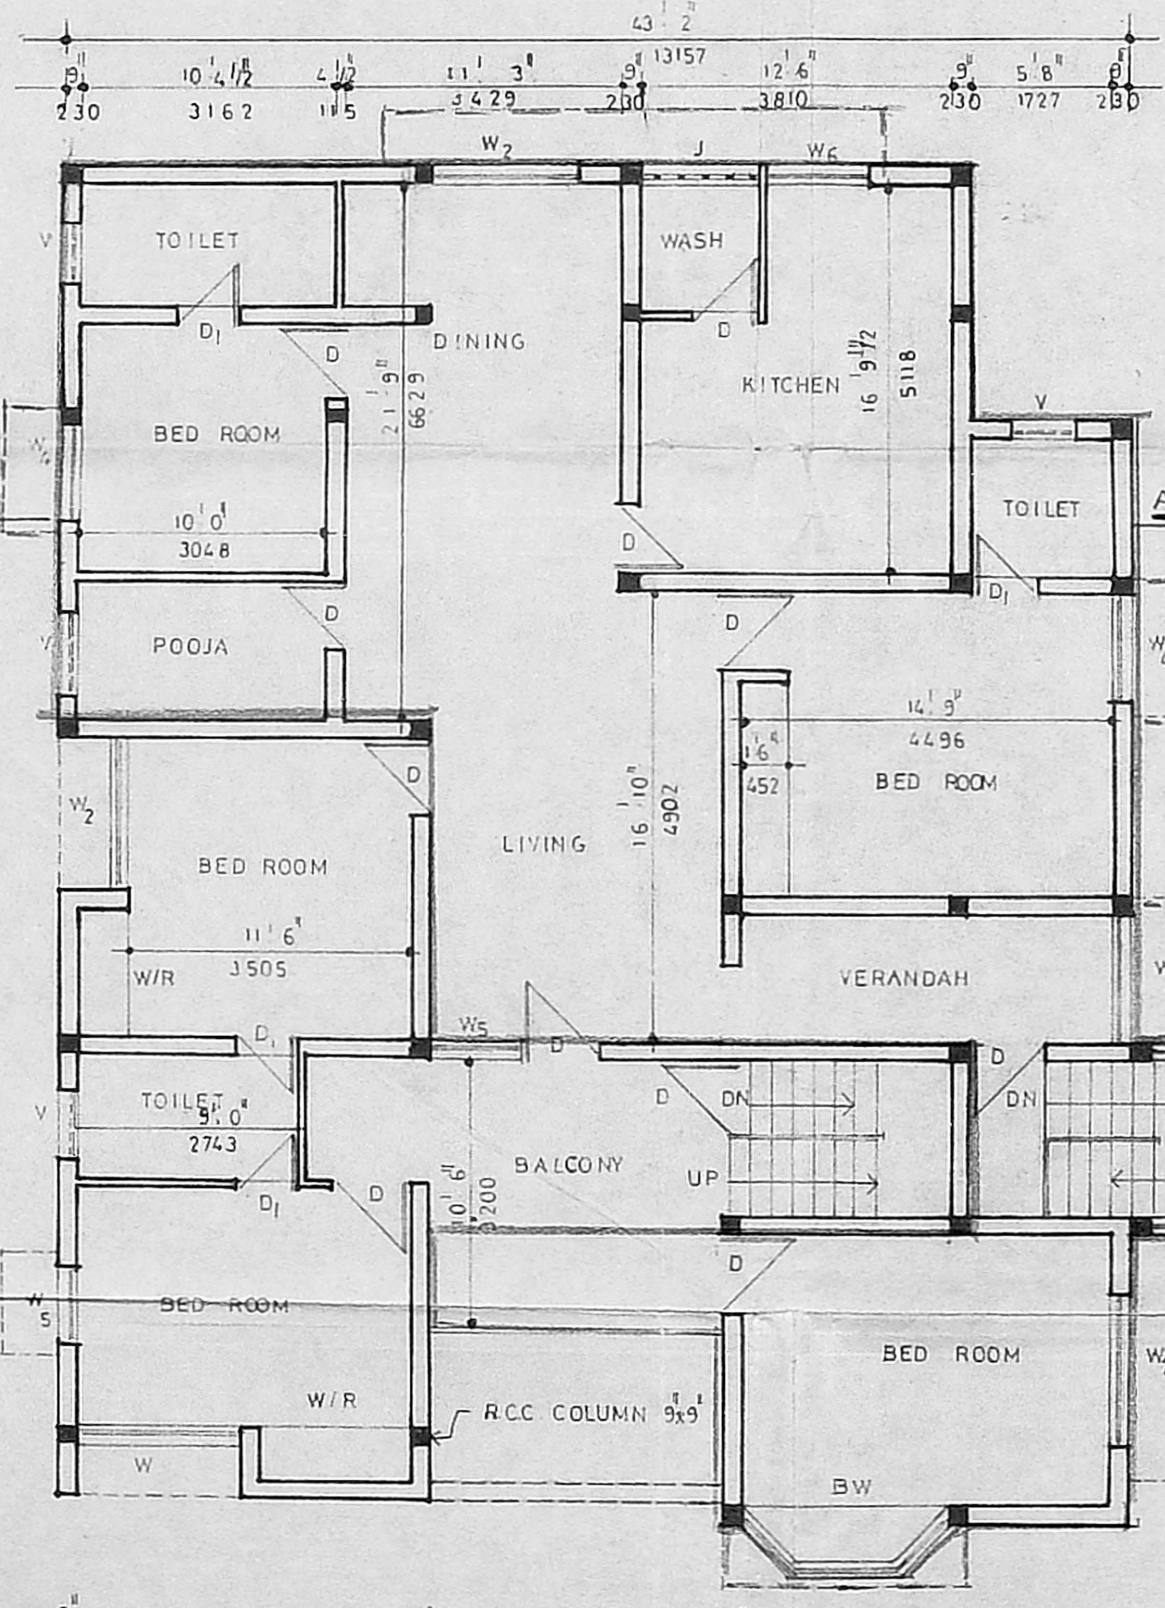 43' 2"
13157
9" 10' 4 1/2" 4 1/2" 11' 3" 9" 12' 6" 9" 5' 8" 9"
230 3162 115 3429 230 3810 230 1727 230
W2 J W6
V TOILET WASH
D1 D DINING D
21' 9"
6629
16' 9 1/2"
5118
KITCHEN
V
BED ROOM
W4
TOILET
A
10' 0"
3048
D
D1
D D
V POOJA
W
14' 9"
4496
1' 6"
452
BED ROOM
D
W2
16' 10"
4902
LIVING
BED ROOM
11' 6"
3505
W/R VERANDAH
W
W5
D1 D D
V TOILET
9' 0"
2743
D DN DN
BALCONY
UP
D1 D
10' 6"
3200
D
BED ROOM
W5
BED ROOM
W
W/R
R.C.C. COLUMN 9"x9"
W
BW